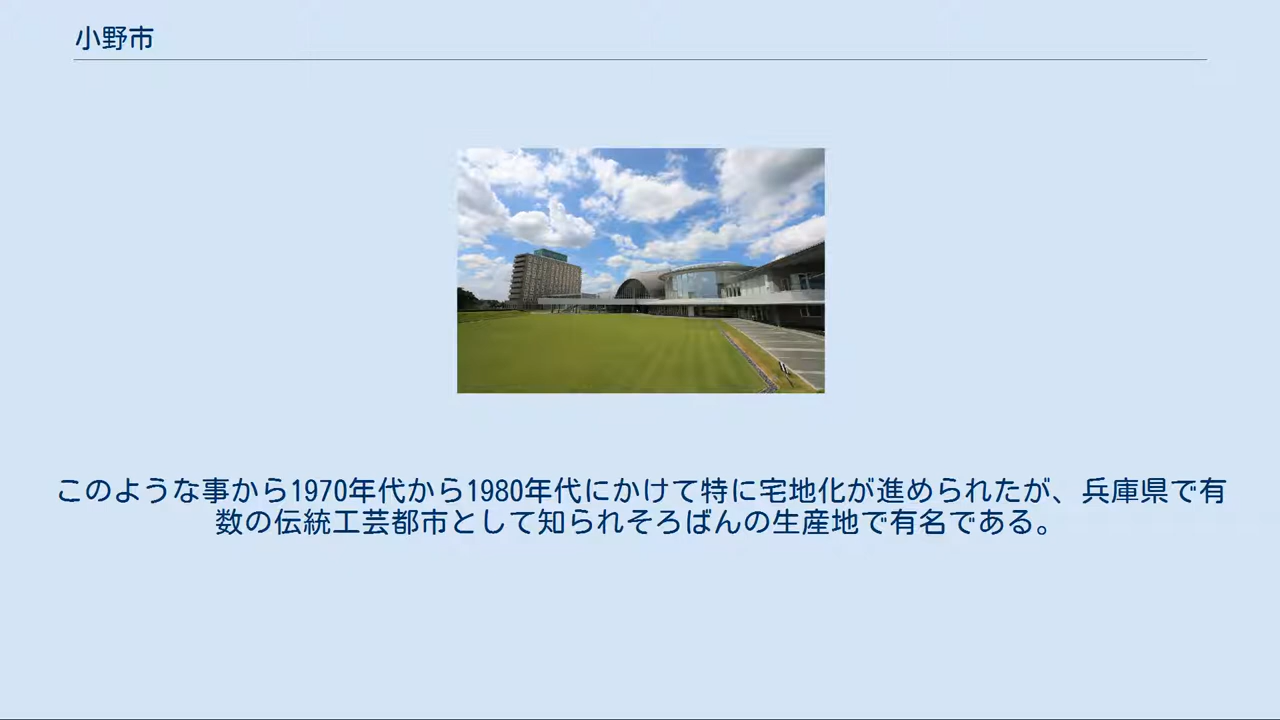 小野市
このような事から1970年代から1980年代にかけて特に宅地化が進められたが、兵庫県で有
数の伝統工芸都市として知られそろばんの生産地で有名である。